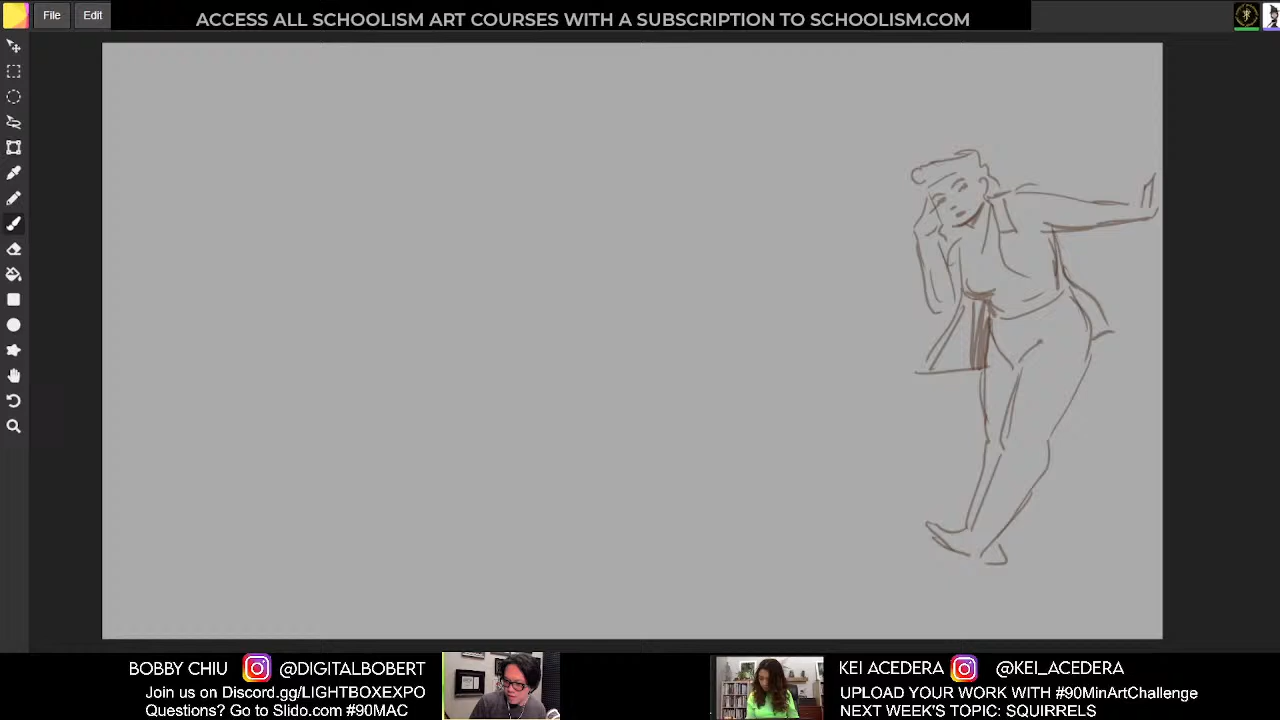 File
Edit
ACCESS ALL SCHOOLISM ART COURSES WITH A SUBSCRIPTION TO SCHOOLISM.COM
BOBBY CHIU @DIGITALBOBERT
Join us on Discord.gg/LIGHTBOXEXPO
Questions? Go to Slido.com #90MAC
KEI ACEDERA @KEI_ACEDERA
UPLOAD YOUR WORK WITH #90MinArtChallenge
NEXT WEEK'S TOPIC: SQUIRRELS